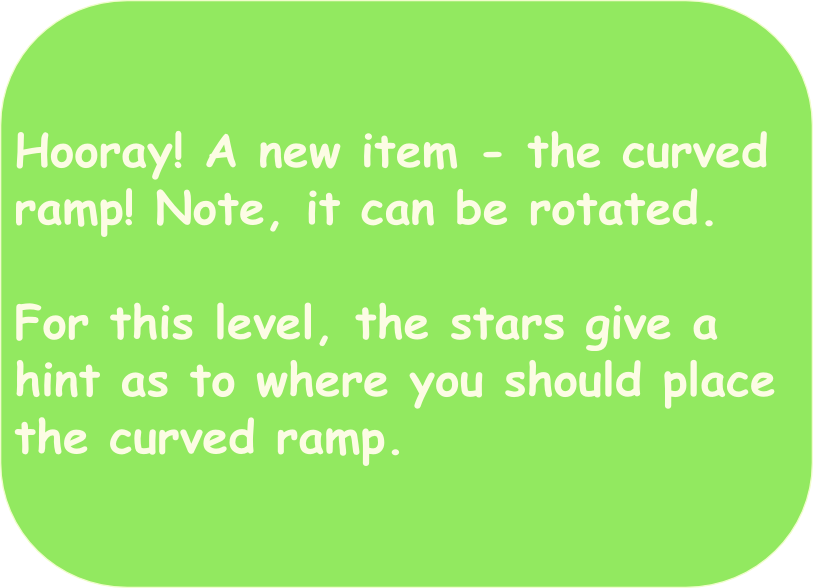 Hooray! A new item - the curved
ramp! Note, it can be rotated.
For this level, the stars give a
hint as to where you should place
the curved ramp.